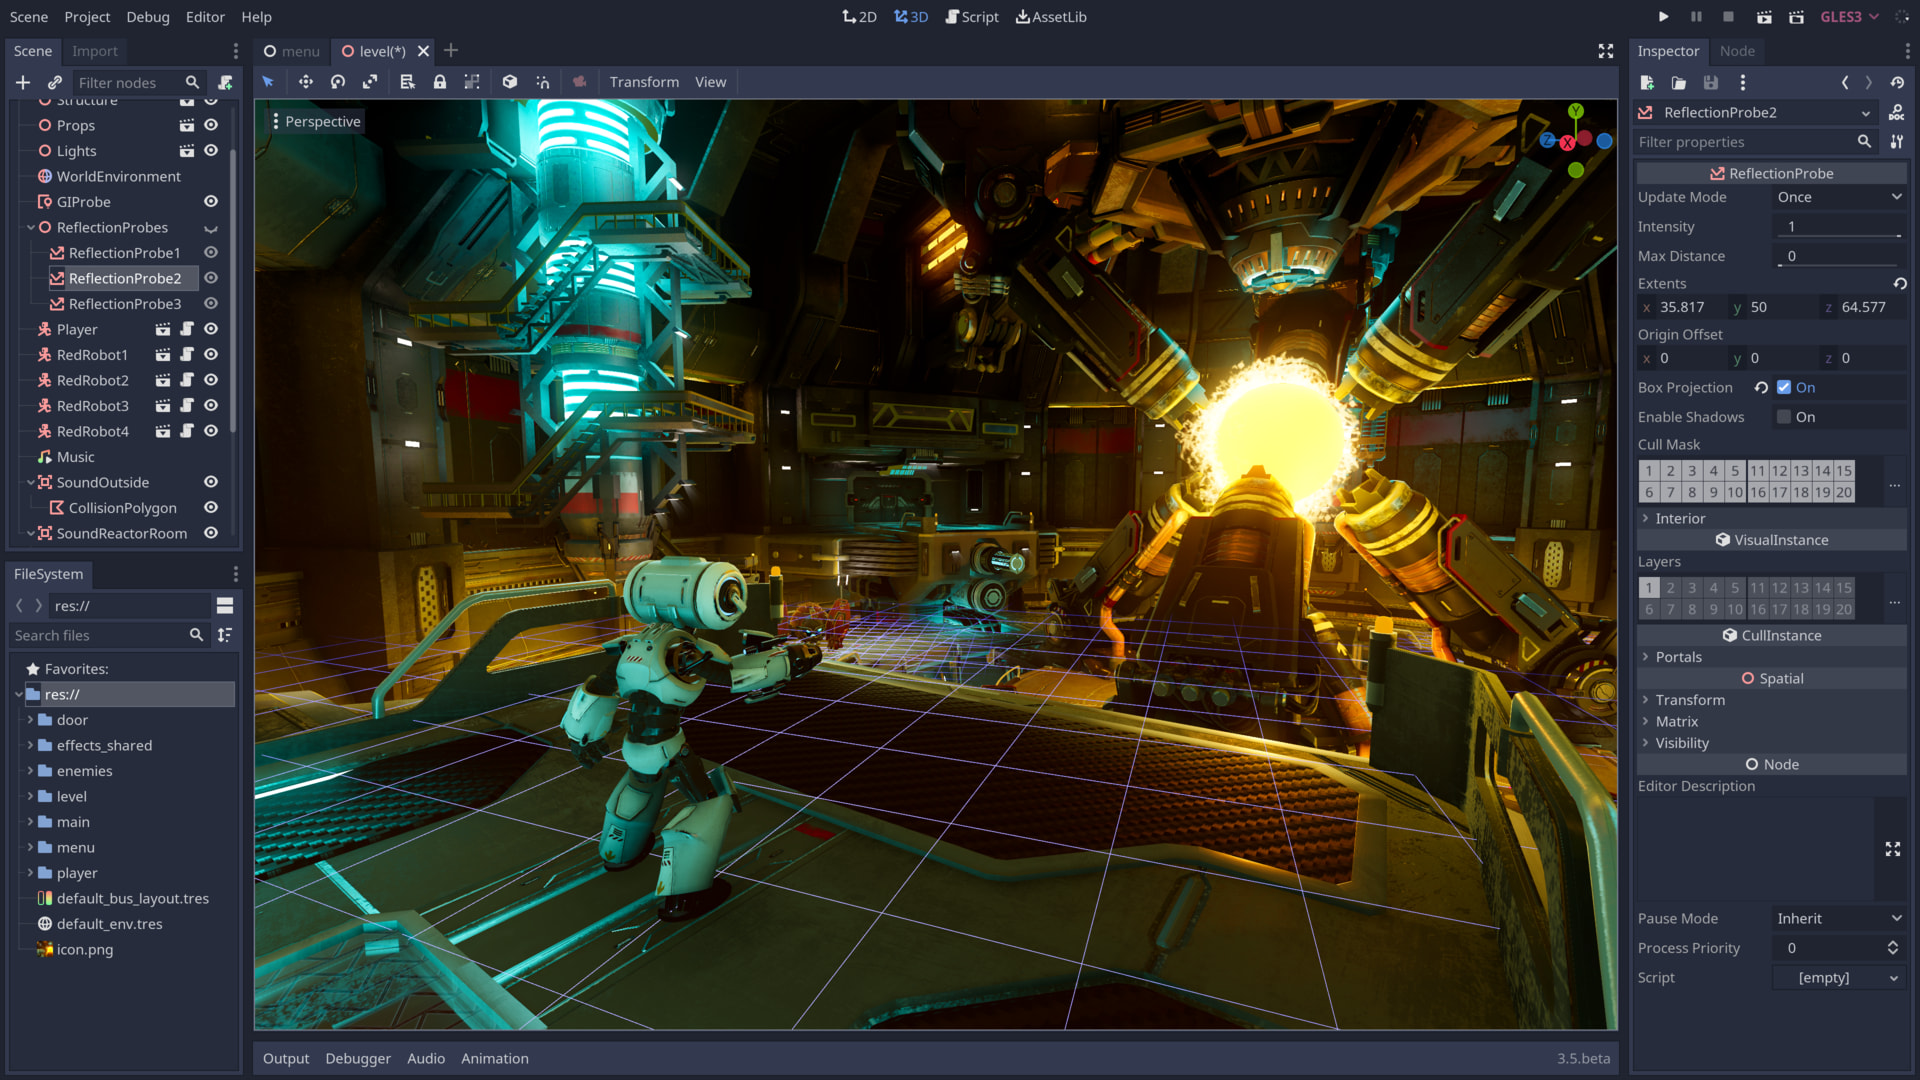 Scene Project Debug Editor Help
2D 3D Script AssetLib
GLES3
Scene Import
Filter nodes
Structure
Props
Lights
WorldEnvironment
GIProbe
ReflectionProbes
ReflectionProbe1
ReflectionProbe2
ReflectionProbe3
Player
RedRobot1
RedRobot2
RedRobot3
RedRobot4
Music
SoundOutside
CollisionPolygon
SoundReactorRoom
FileSystem
res://
Search files
Favorites:
res://
door
effects_shared
enemies
level
main
menu
player
default_bus_layout.tres
default_env.tres
icon.png
menu level(*)
Transform View
Perspective
Y
Z X
Output Debugger Audio Animation 3.5.beta
Inspector Node
ReflectionProbe2
Filter properties
ReflectionProbe
Update Mode Once
Intensity 1
Max Distance 0
Extents
x 35.817 y 50 z 64.577
Origin Offset
x 0 y 0 z 0
Box Projection On
Enable Shadows On
Cull Mask
1 2 3 4 5 11 12 13 14 15
6 7 8 9 10 16 17 18 19 20
...
Interior
VisualInstance
Layers
1 2 3 4 5 11 12 13 14 15
6 7 8 9 10 16 17 18 19 20
...
CullInstance
Portals
Spatial
Transform
Matrix
Visibility
Node
Editor Description
Pause Mode Inherit
Process Priority 0
Script [empty]